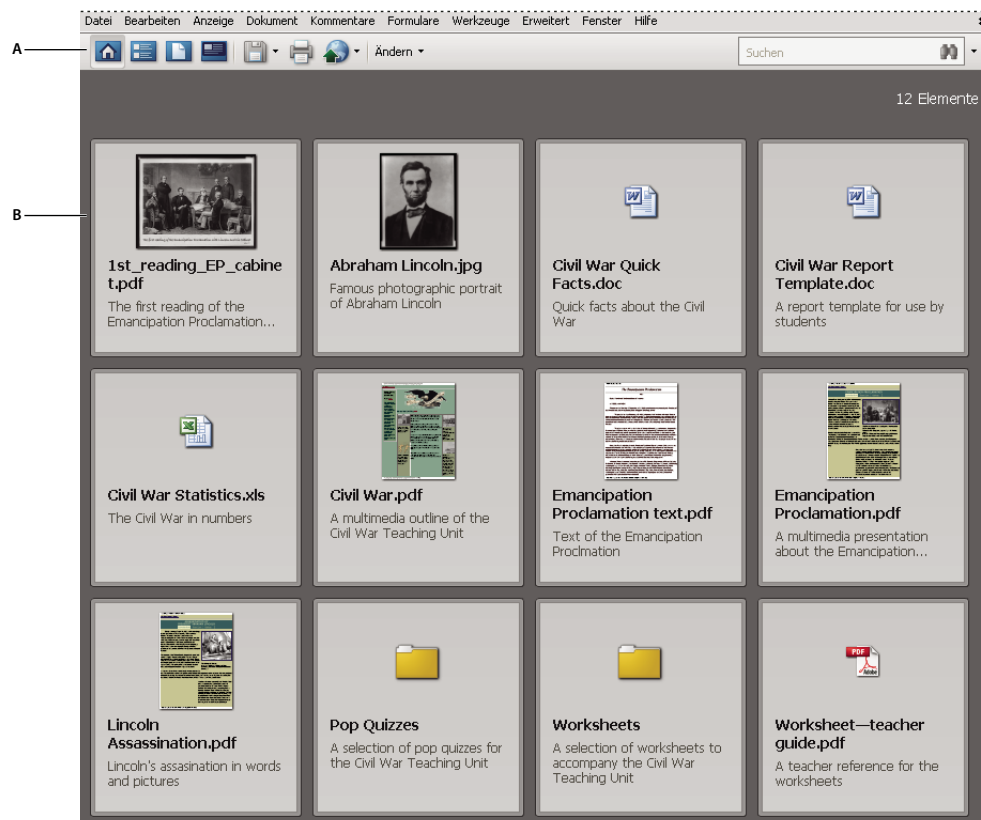 Datei Bearbeiten Anzeige Dokument Kommentare Formulare Werkzeuge Erweitert Fenster Hilfe
A
Ändern
Suchen
12 Elemente
B
1st_reading_EP_cabine
t.pdf
The first reading of the
Emancipation Proclamation...
Abraham Lincoln.jpg
Famous photographic portrait
of Abraham Lincoln
Civil War Quick
Facts.doc
Quick facts about the Civil
War
Civil War Report
Template.doc
A report template for use by
students
Civil War Statistics.xls
The Civil War in numbers
Civil War.pdf
A multimedia outline of the
Civil War Teaching Unit
Emancipation
Proclamation text.pdf
Text of the Emancipation
Proclmation
Emancipation
Proclamation.pdf
A multimedia presentation
about the Emancipation...
Lincoln
Assassination.pdf
Lincoln's assasination in words
and pictures
Pop Quizzes
A selection of pop quizzes for
the Civil War Teaching Unit
Worksheets
A selection of worksheets to
accompany the Civil War
Teaching Unit
PDF
Adobe
Worksheet—teacher
guide.pdf
A teacher reference for the
worksheets